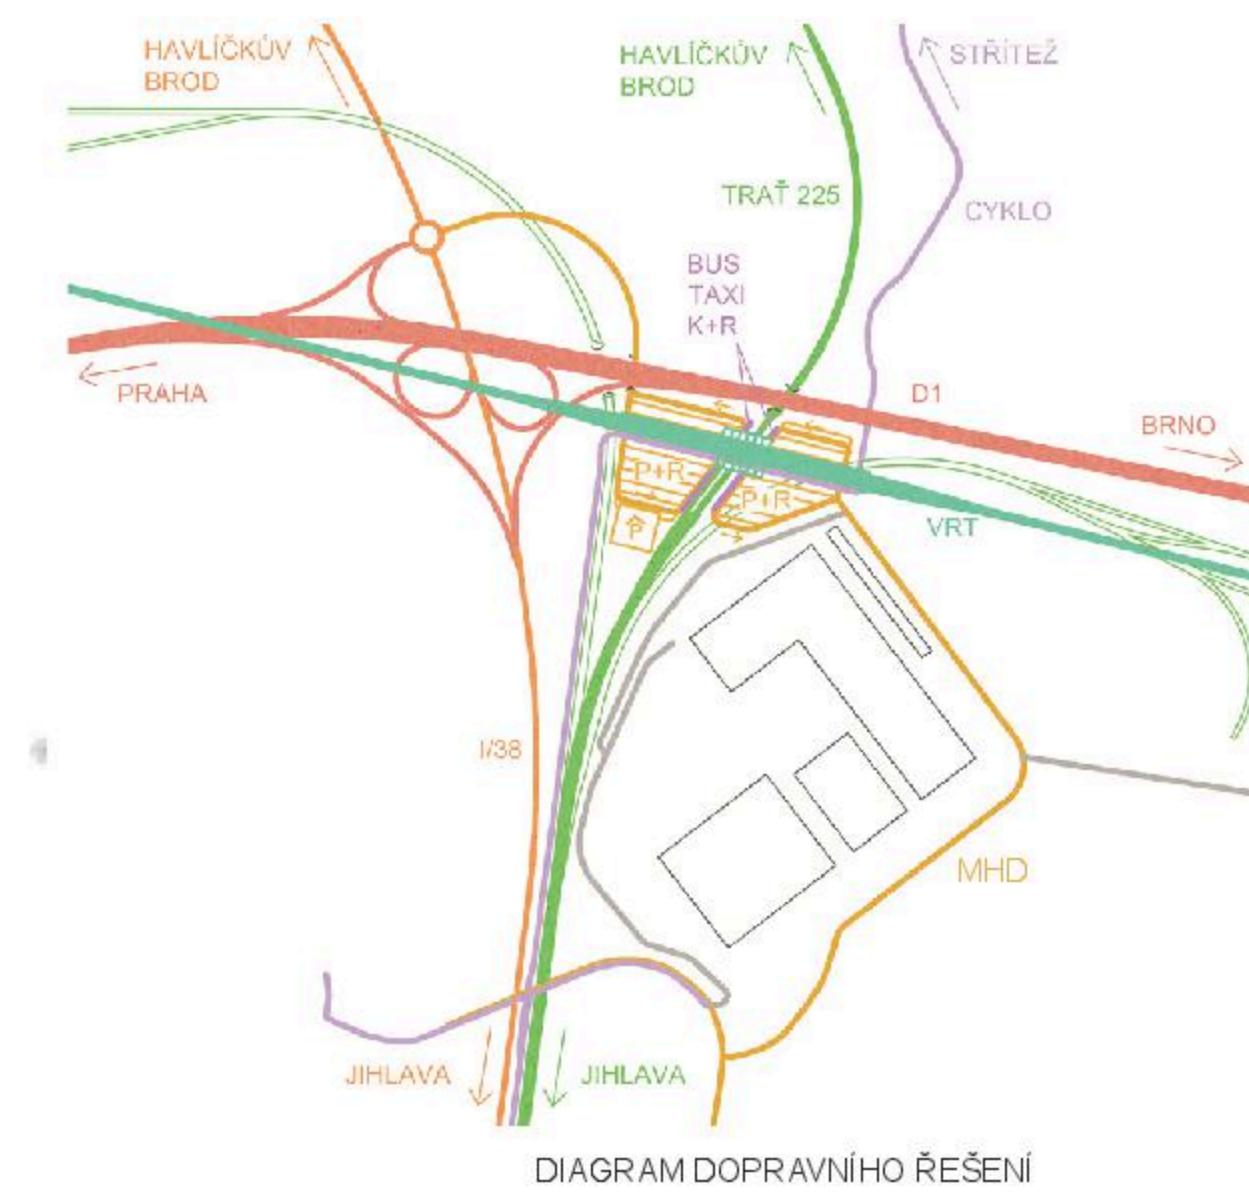 HAVLÍČKŮV
BROD
HAVLÍČKŮV
BROD
STŘÍTEŽ
TRAŤ 225
CYKLO
BUS
TAXI
K+R
PRAHA
D1
BRNO
P+R
P+R
P
VRT
I/38
MHD
JIHLAVA
JIHLAVA
DIAGRAM DOPRAVNÍHO ŘEŠENÍ